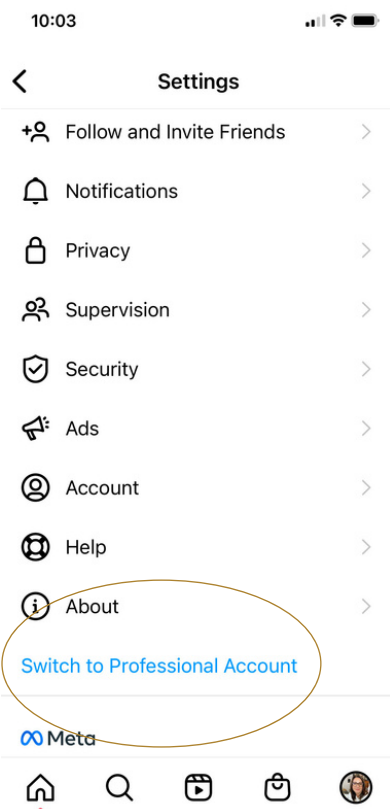 10:03
Settings
Follow and Invite Friends
Notifications
Privacy
Supervision
Security
Ads
Account
Help
About
Switch to Professional Account
Meta